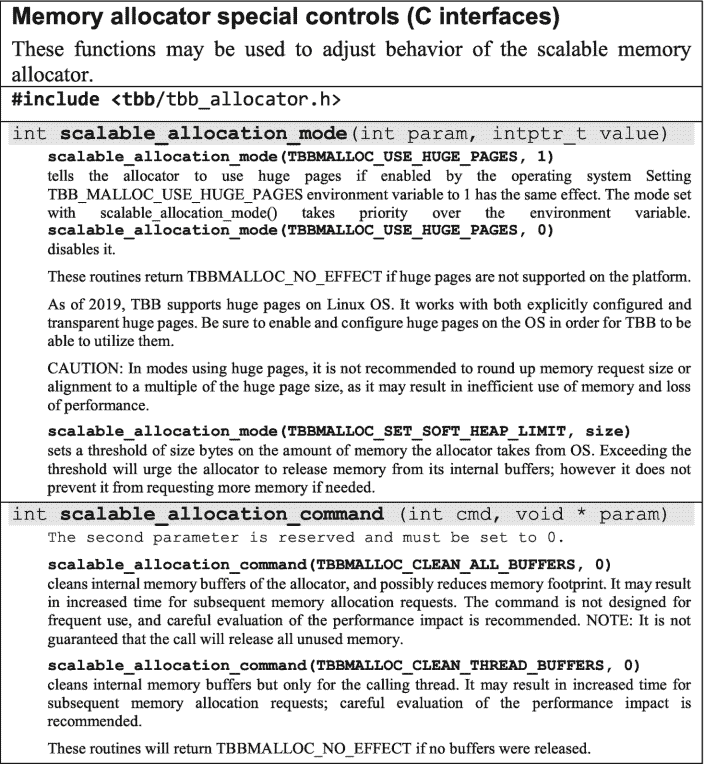 Memory allocator special controls (C interfaces)
These functions may be used to adjust behavior of the scalable memory
allocator.
#include <tbb/tbb_allocator.h>
int scalable_allocation_mode(int param, intptr_t value)
scalable_allocation_mode(TBBMALLOC_USE_HUGE_PAGES, 1)
tells the allocator to use huge pages if enabled by the operating system Setting
TBB_MALLOC_USE_HUGE_PAGES environment variable to 1 has the same effect. The mode set
with scalable_allocation_mode() takes priority over the environment variable.
scalable_allocation_mode(TBBMALLOC_USE_HUGE_PAGES, 0)
disables it.
These routines return TBBMALLOC_NO_EFFECT if huge pages are not supported on the platform.
As of 2019, TBB supports huge pages on Linux OS. It works with both explicitly configured and
transparent huge pages. Be sure to enable and configure huge pages on the OS in order for TBB to be
able to utilize them.
CAUTION: In modes using huge pages, it is not recommended to round up memory request size or
alignment to a multiple of the huge page size, as it may result in inefficient use of memory and loss
of performance.
scalable_allocation_mode(TBBMALLOC_SET_SOFT_HEAP_LIMIT, size)
sets a threshold of size bytes on the amount of memory the allocator takes from OS. Exceeding the
threshold will urge the allocator to release memory from its internal buffers; however it does not
prevent it from requesting more memory if needed.
int scalable_allocation_command (int cmd, void * param)
The second parameter is reserved and must be set to 0.
scalable_allocation_command(TBBMALLOC_CLEAN_ALL_BUFFERS, 0)
cleans internal memory buffers of the allocator, and possibly reduces memory footprint. It may result
in increased time for subsequent memory allocation requests. The command is not designed for
frequent use, and careful evaluation of the performance impact is recommended. NOTE: It is not
guaranteed that the call will release all unused memory.
scalable_allocation_command(TBBMALLOC_CLEAN_THREAD_BUFFERS, 0)
cleans internal memory buffers but only for the calling thread. It may result in increased time for
subsequent memory allocation requests; careful evaluation of the performance impact is
recommended.
These routines will return TBBMALLOC_NO_EFFECT if no buffers were released.